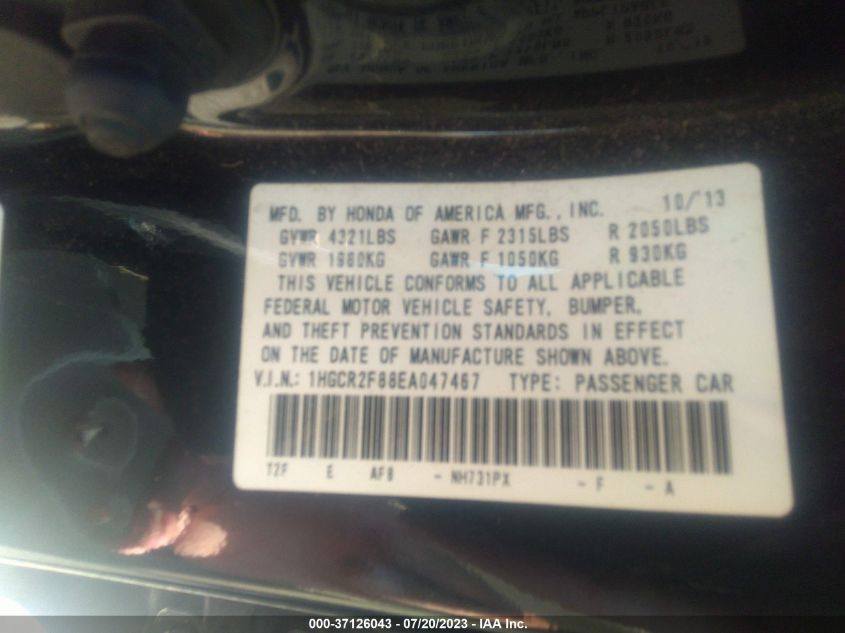 10/'13
MFD. BY HONDA OF AMERICA MFG., INC.
GVWR 4321LBS GAWR F 2315LBS R 2050LBS
GVWR 1960KG GAWR F 1050KG R 930KG
THIS VEHICLE CONFORMS TO ALL APPLICABLE
FEDERAL MOTOR VEHICLE SAFETY, BUMPER,
AND THEFT PREVENTION STANDARDS IN EFFECT
ON THE DATE OF MANUFACTURE SHOWN ABOVE.
V.I.N.: 1HGCR2F88EA047467 TYPE: PASSENGER CAR
T2F E AF8 - NH731PX - F - A
000-37126043 - 07/20/2023 - IAA Inc.